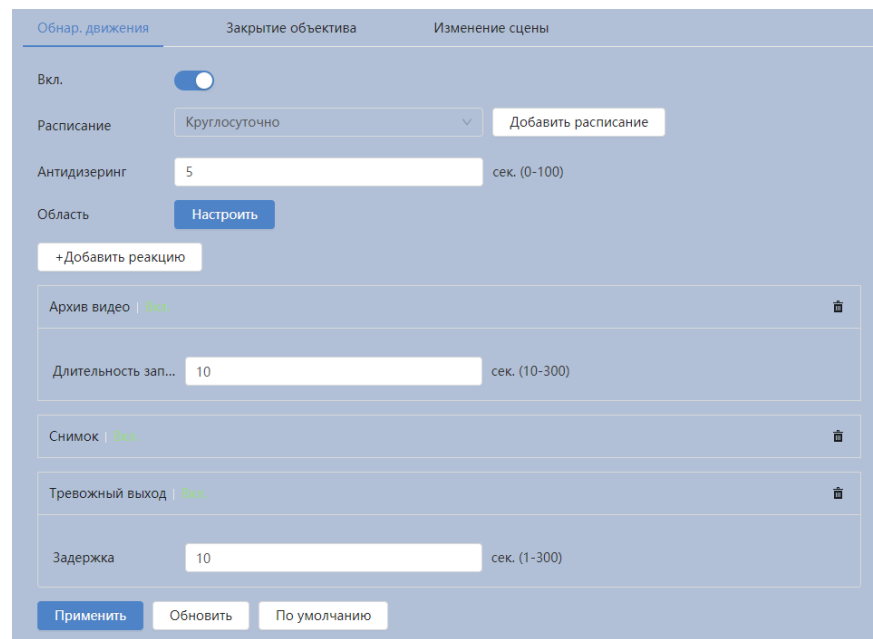 Обнар. движения Закрытие объектива Изменение сцены
Вкл.
Расписание Круглосуточно Добавить расписание
Антидизеринг 5 сек. (0-100)
Область Настроить
+Добавить реакцию
Архив видео
Длительность зап... 10 сек. (10-300)
Снимок
Тревожный выход
Задержка 10 сек. (1-300)
Применить Обновить По умолчанию